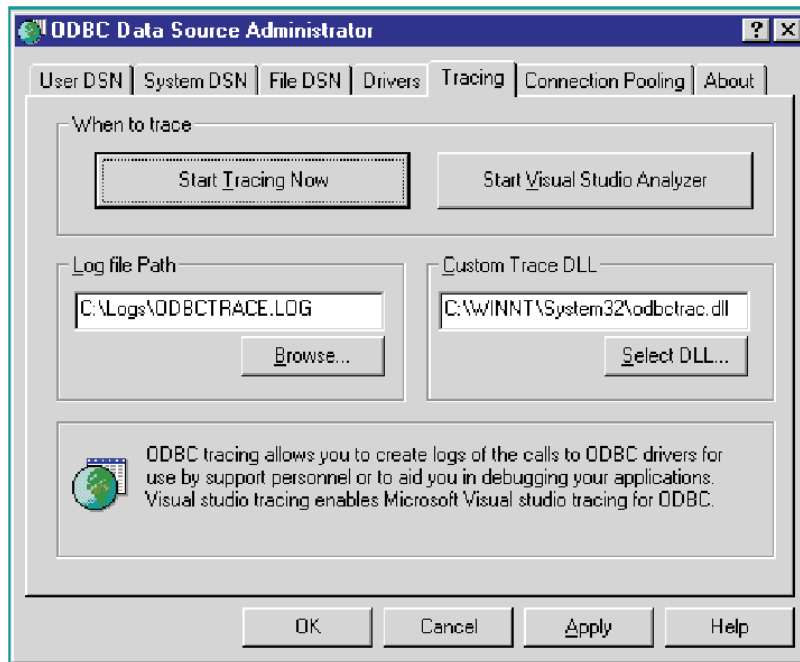 ODBC Data Source Administrator
User DSN System DSN File DSN Drivers Tracing Connection Pooling About
When to trace
Start Tracing Now Start Visual Studio Analyzer
Log file Path Custom Trace DLL
C:\Logs\ODBCTRACE.LOG C:\WINNT\System32\odbctrac.dll
Browse... Select DLL...
ODBC tracing allows you to create logs of the calls to ODBC drivers for
use by support personnel or to aid you in debugging your applications.
Visual studio tracing enables Microsoft Visual studio tracing for ODBC.
OK Cancel Apply Help